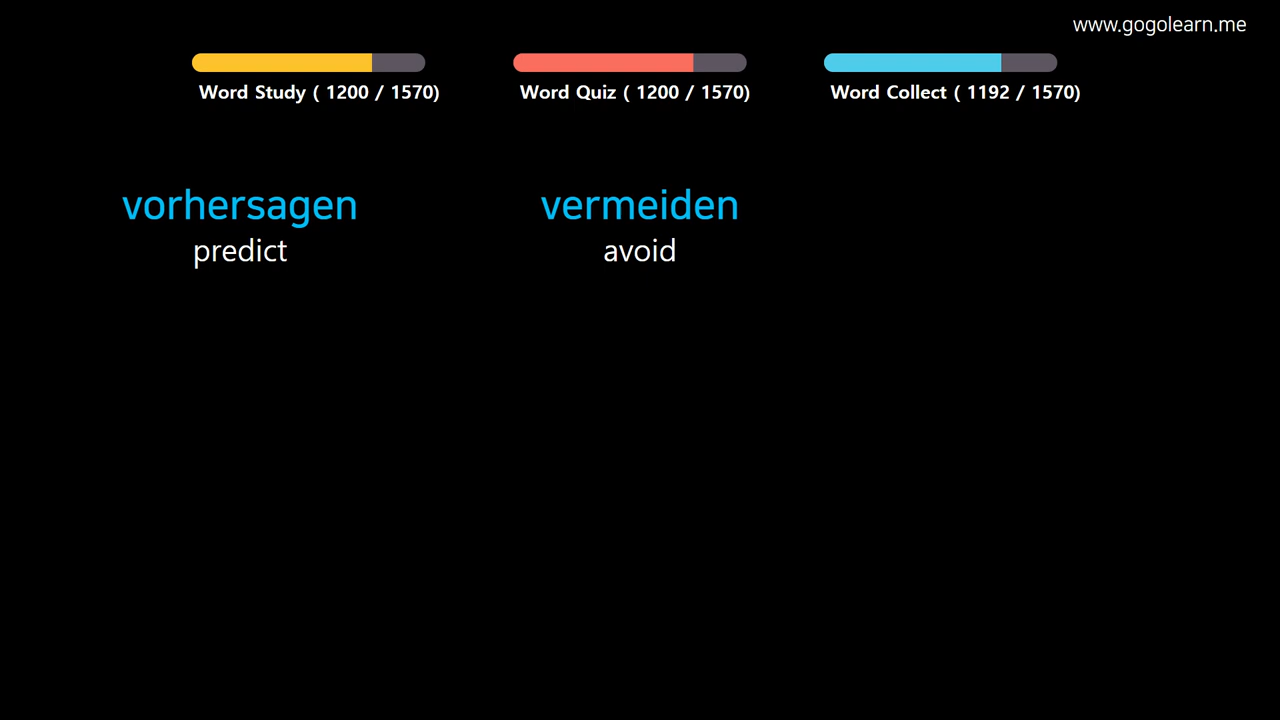 www.gogolearn.me
Word Study ( 1200 / 1570)
Word Quiz ( 1200 / 1570)
Word Collect ( 1192 / 1570)
vorhersagen
predict
vermeiden
avoid